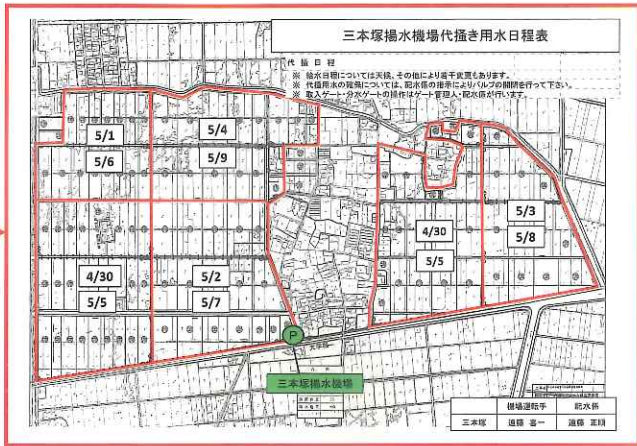 三本塚揚水機場代掻き用水日程表
代掻日程
※ 給水日程については天候、その他により若干変更もあります。
※ 代掻用水の確保については、配水係の指示によりバルブの開閉を行って下さい。
※ 取入ゲート・分水ゲートの操作はゲート管理人・配水係が行います。
5/1
5/6
5/4
5/9
4/30
5/5
5/2
5/7
4/30
5/5
5/3
5/8
P
三本塚揚水機場
機場運転手 配水係
三本塚 遠藤 喜一 遠藤 正順